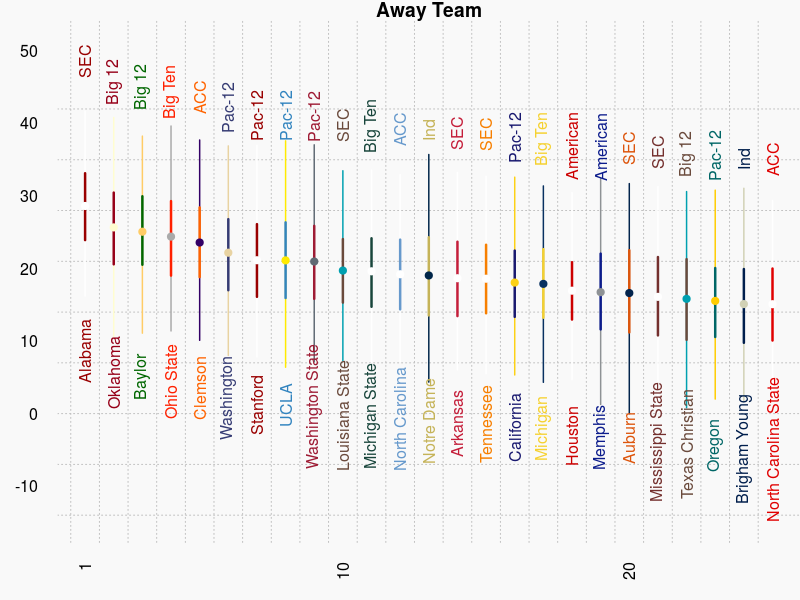 Away Team
50
40
30
20
10
0
-10
SEC
Big 12
Big 12
Big Ten
ACC
Pac-12
Pac-12
Pac-12
Pac-12
SEC
Big Ten
ACC
Ind
SEC
SEC
Pac-12
Big Ten
American
American
SEC
SEC
Big 12
Pac-12
Ind
ACC
Alabama
Oklahoma
Baylor
Ohio State
Clemson
Washington
Stanford
UCLA
Washington State
Louisiana State
Michigan State
North Carolina
Notre Dame
Arkansas
Tennessee
California
Michigan
Houston
Memphis
Auburn
Mississippi State
Texas Christian
Oregon
Brigham Young
North Carolina State
1
10
20